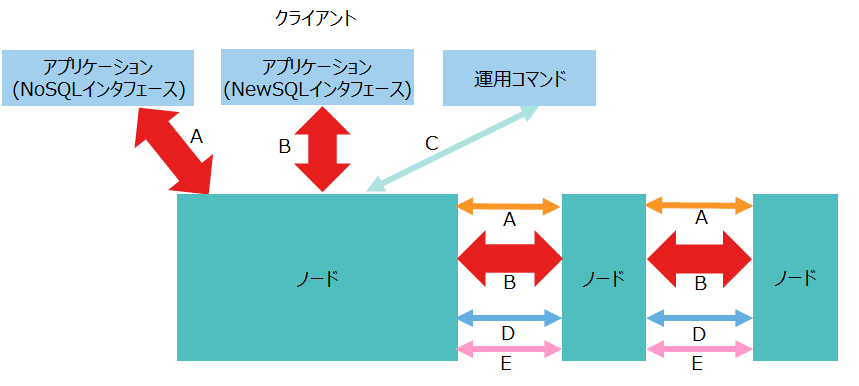 クライアント
アプリケーション
(NoSQLインタフェース)
アプリケーション
(NewSQLインタフェース)
運用コマンド
A
B
C
A
A
ノード
B
ノード
B
ノード
D
D
E
E